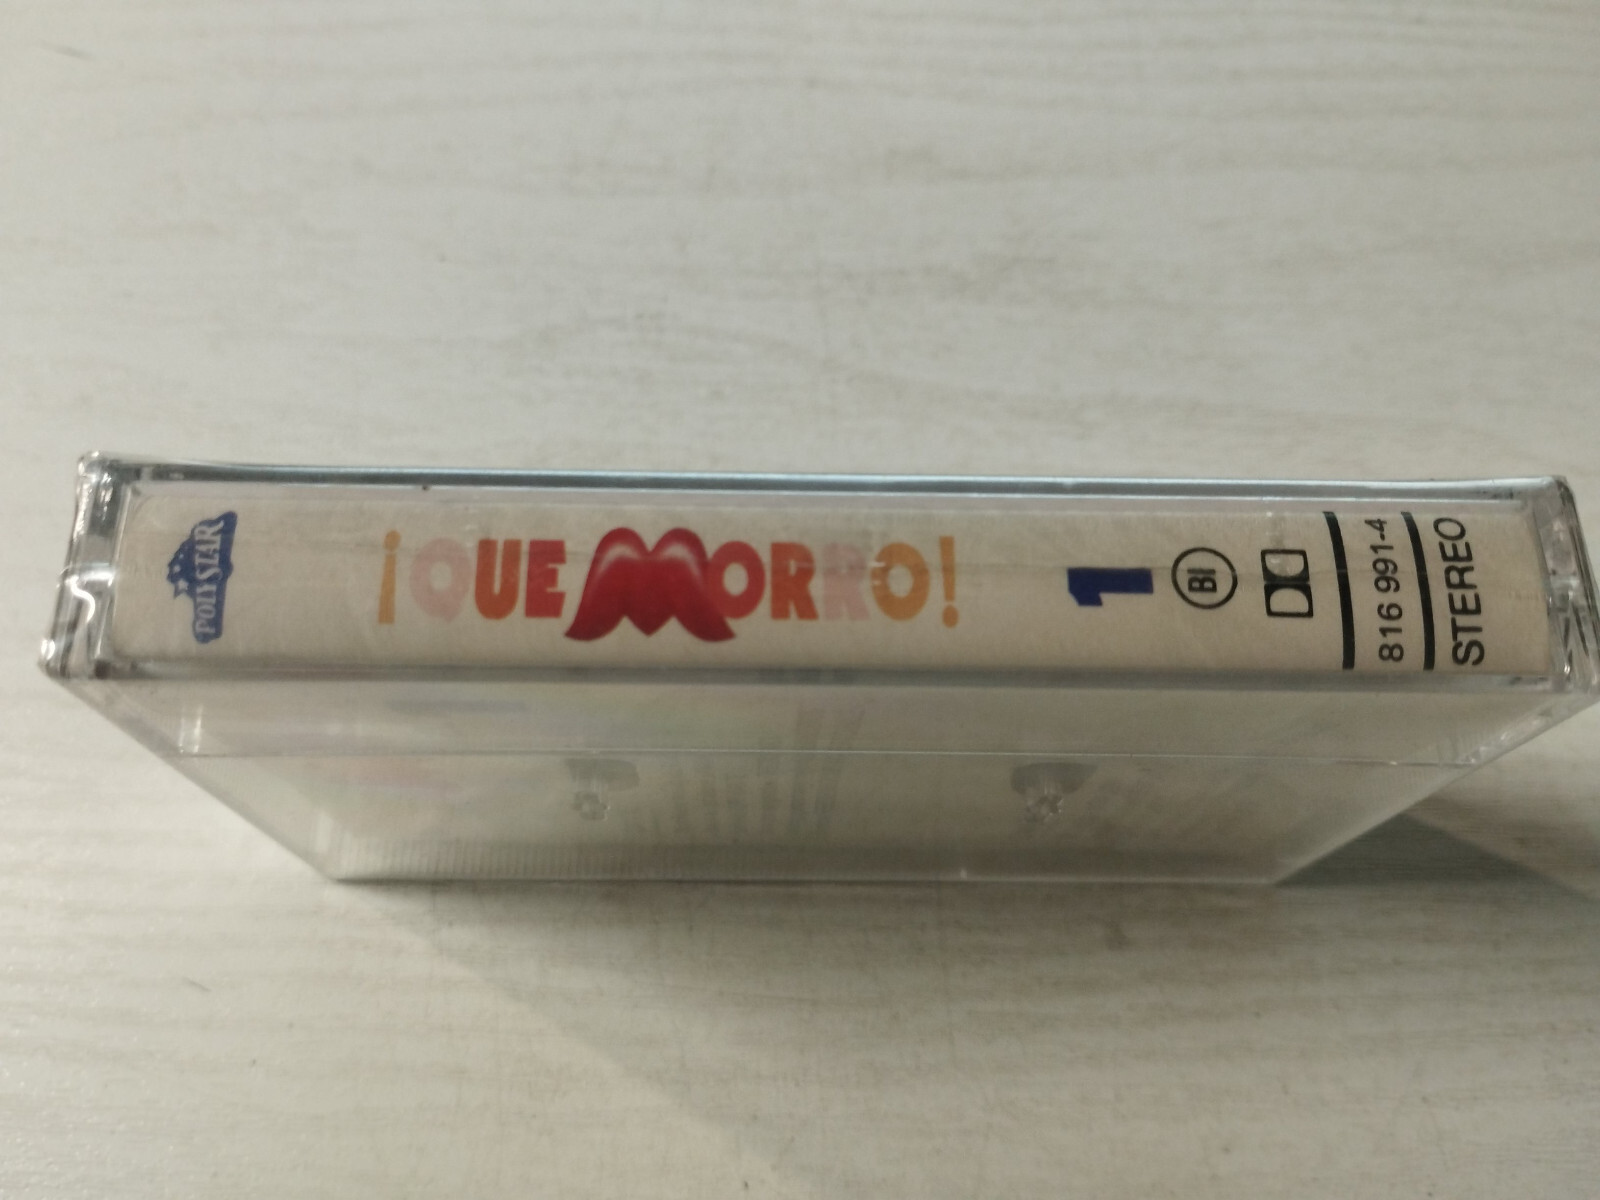 POLYSTAR
¡QUE MORRO!
1
BI
816 991-4
STEREO